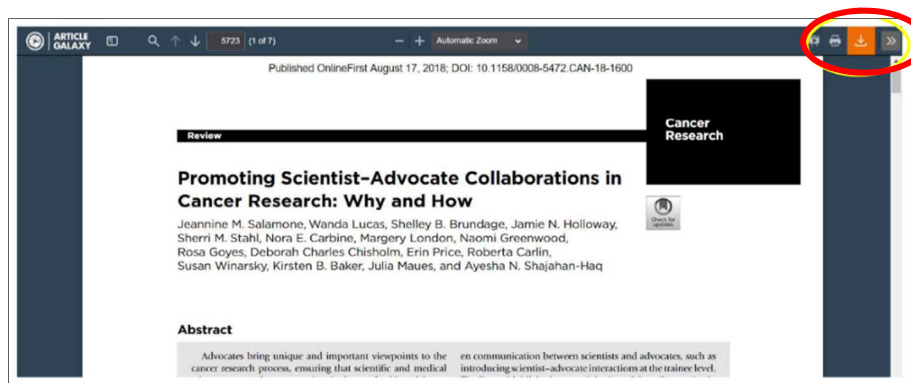 ARTICLE
GALAXY
5723 (1 of 7)
Automatic Zoom
Published OnlineFirst August 17, 2018; DOI: 10.1158/0008-5472.CAN-18-1600
Cancer
Research
Review
Promoting Scientist–Advocate Collaborations in
Cancer Research: Why and How
Check for
updates
Jeannine M. Salamone, Wanda Lucas, Shelley B. Brundage, Jamie N. Holloway,
Sherri M. Stahl, Nora E. Carbine, Margery London, Naomi Greenwood,
Rosa Goyes, Deborah Charles Chisholm, Erin Price, Roberta Carlin,
Susan Winarsky, Kirsten B. Baker, Julia Maues, and Ayesha N. Shajahan-Haq
Abstract
Advocates bring unique and important viewpoints to the
cancer research process, ensuring that scientific and medical
en communication between scientists and advocates, such as
introducing scientist–advocate interactions at the trainee level.